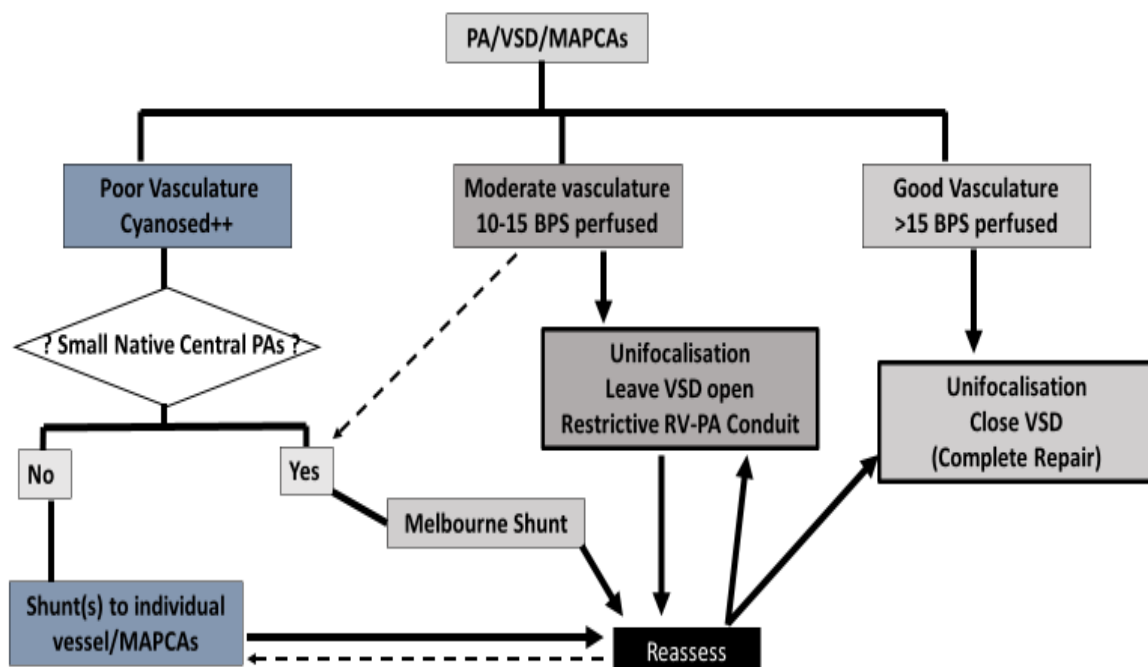 PA/VSD/MAPCAs
Poor Vasculature
Cyanosed++
Moderate vasculature
10-15 BPS perfused
Good Vasculature
>15 BPS perfused
? Small Native Central PAs ?
Unifocalisation
Leave VSD open
Restrictive RV-PA Conduit
Unifocalisation
Close VSD
(Complete Repair)
No
Yes
Melbourne Shunt
Shunt(s) to individual
vessel/MAPCAs
Reassess